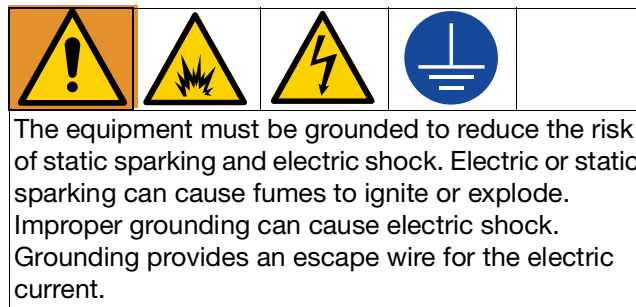 The equipment must be grounded to reduce the risk
of static sparking and electric shock. Electric or static
sparking can cause fumes to ignite or explode.
Improper grounding can cause electric shock.
Grounding provides an escape wire for the electric
current.